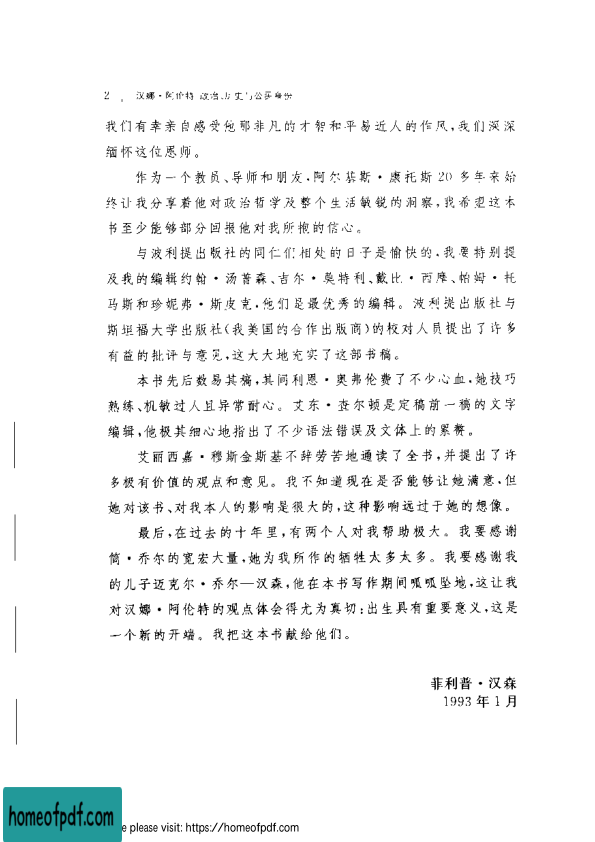 2 汉娜·阿伦特 政治、历史与公民身份
我们有幸亲自感受他那非凡的才智和平易近人的作风,我们深深
缅怀这位恩师。
作为一个教员、导师和朋友,阿尔基斯·康托斯 20 多年来始
终让我分享着他对政治哲学及整个生活敏锐的洞察,我希望这本
书至少能够部分回报他对我所抱的信心。
与波利提出版社的同仁们相处的日子是愉快的,我要特别提
及我的编辑约翰·汤普森、吉尔·莫特利、戴比·西摩、帕姆·托
马斯和珍妮弗·斯皮克,他们是最优秀的编辑。波利提出版社与
斯坦福大学出版社(我美国的合作出版商)的校对人员提出了许多
有益的批评与意见,这大大地充实了这部书稿。
本书先后数易其稿,其间利恩·奥弗伦费了不少心血,她技巧
熟练、机敏过人且异常耐心。艾东·查尔顿是定稿前一稿的文字
编辑,他极其细心地指出了不少语法错误及文体上的累赘。
艾丽西嘉·穆斯金斯基不辞劳苦地通读了全书,并提出了许
多极有价值的观点和意见。我不知道现在是否能够让她满意,但
她对该书、对我本人的影响是很大的,这种影响远过于她的想像。
最后,在过去的十年里,有两个人对我帮助极大。我要感谢
简·乔尔的宽宏大量,她为我所作的牺牲太多太多。我要感谢我
的儿子迈克尔·乔尔—汉森,他在本书写作期间呱呱坠地,这让我
对汉娜·阿伦特的观点体会得尤为真切:出生具有重要意义,这是
一个新的开端。我把这本书献给他们。
菲利普·汉森
1993 年 1 月
homeofpdf.com
e please visit: https://homeofpdf.com